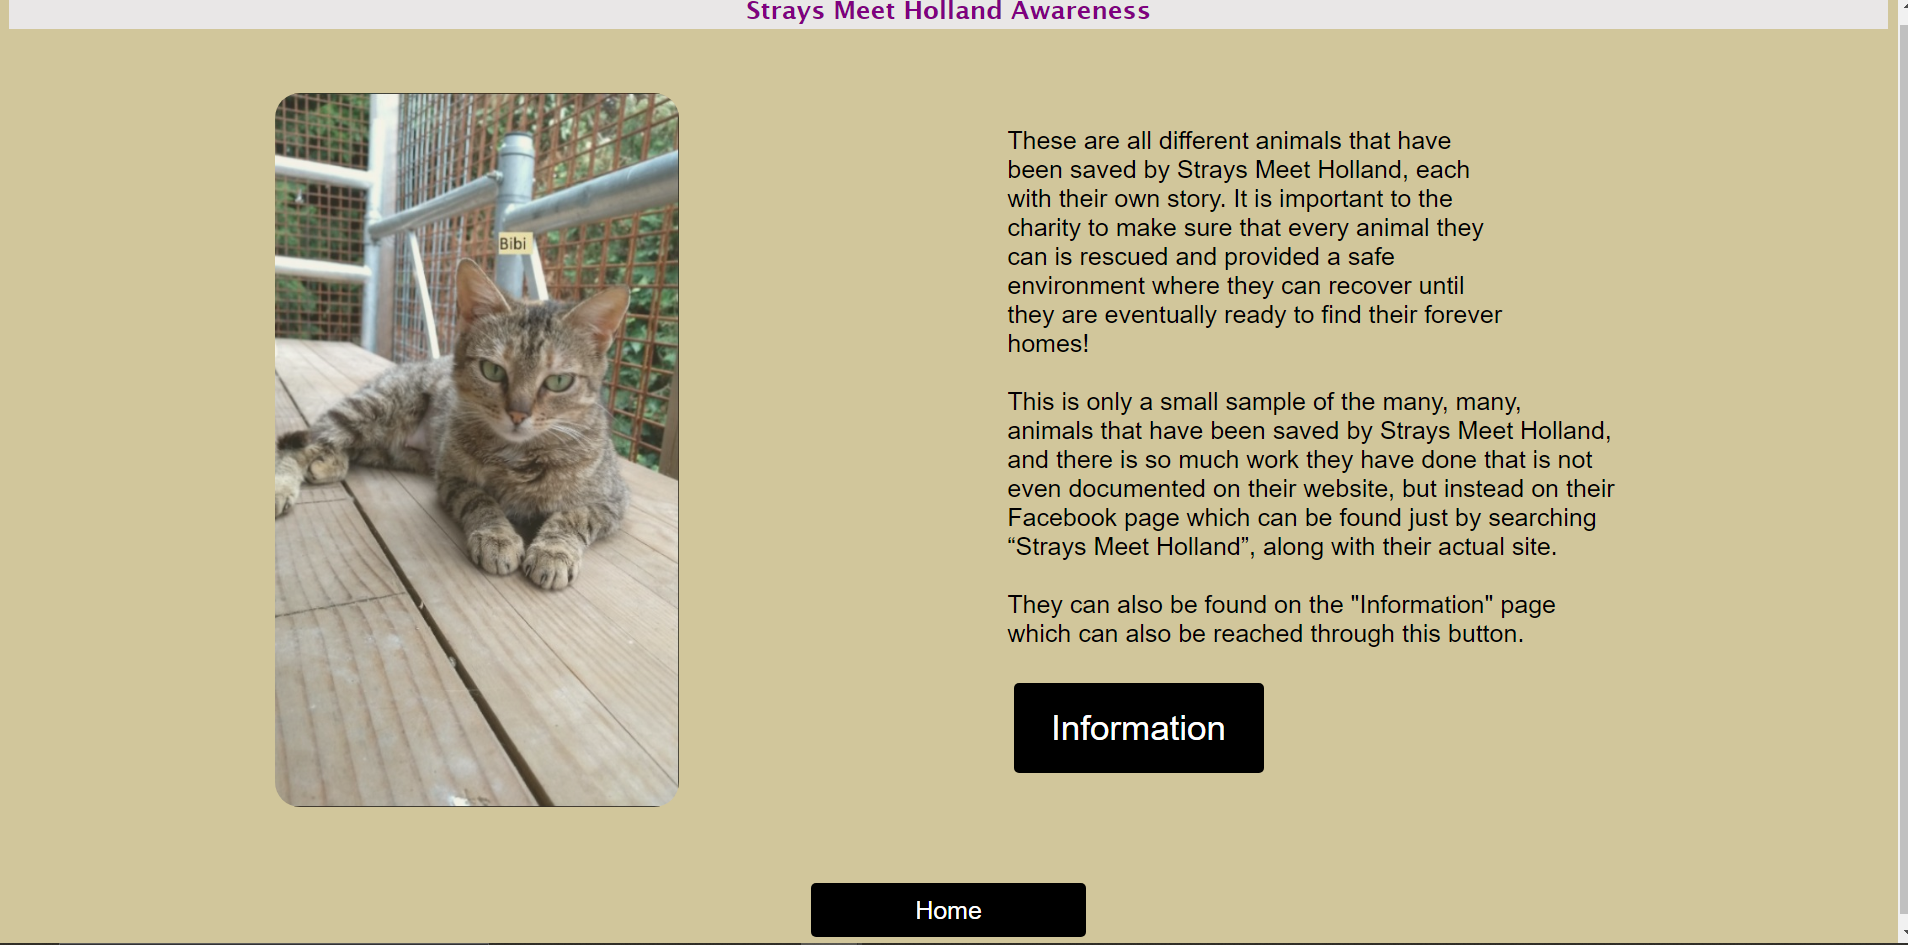 Strays Meet Holland Awareness
Bibi
These are all different animals that have
been saved by Strays Meet Holland, each
with their own story. It is important to the
charity to make sure that every animal they
can is rescued and provided a safe
environment where they can recover until
they are eventually ready to find their forever
homes!
This is only a small sample of the many, many,
animals that have been saved by Strays Meet Holland,
and there is so much work they have done that is not
even documented on their website, but instead on their
Facebook page which can be found just by searching
“Strays Meet Holland”, along with their actual site.
They can also be found on the "Information" page
which can also be reached through this button.
Information
Home